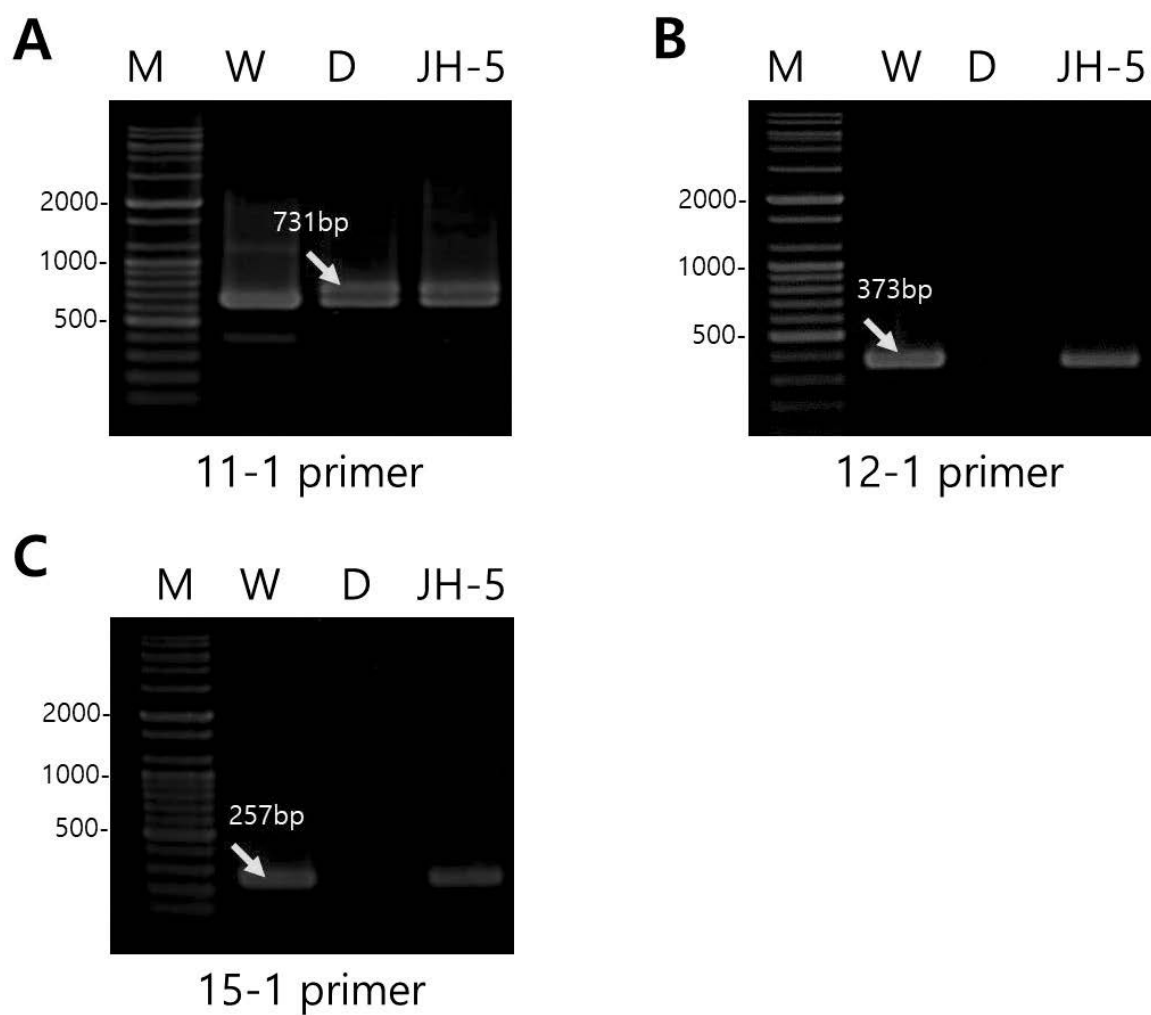 A
M W D JH-5
2000-
1000-
500-
731bp
11-1 primer
B
M W D JH-5
2000-
1000-
500-
373bp
12-1 primer
C
M W D JH-5
2000-
1000-
500-
257bp
15-1 primer